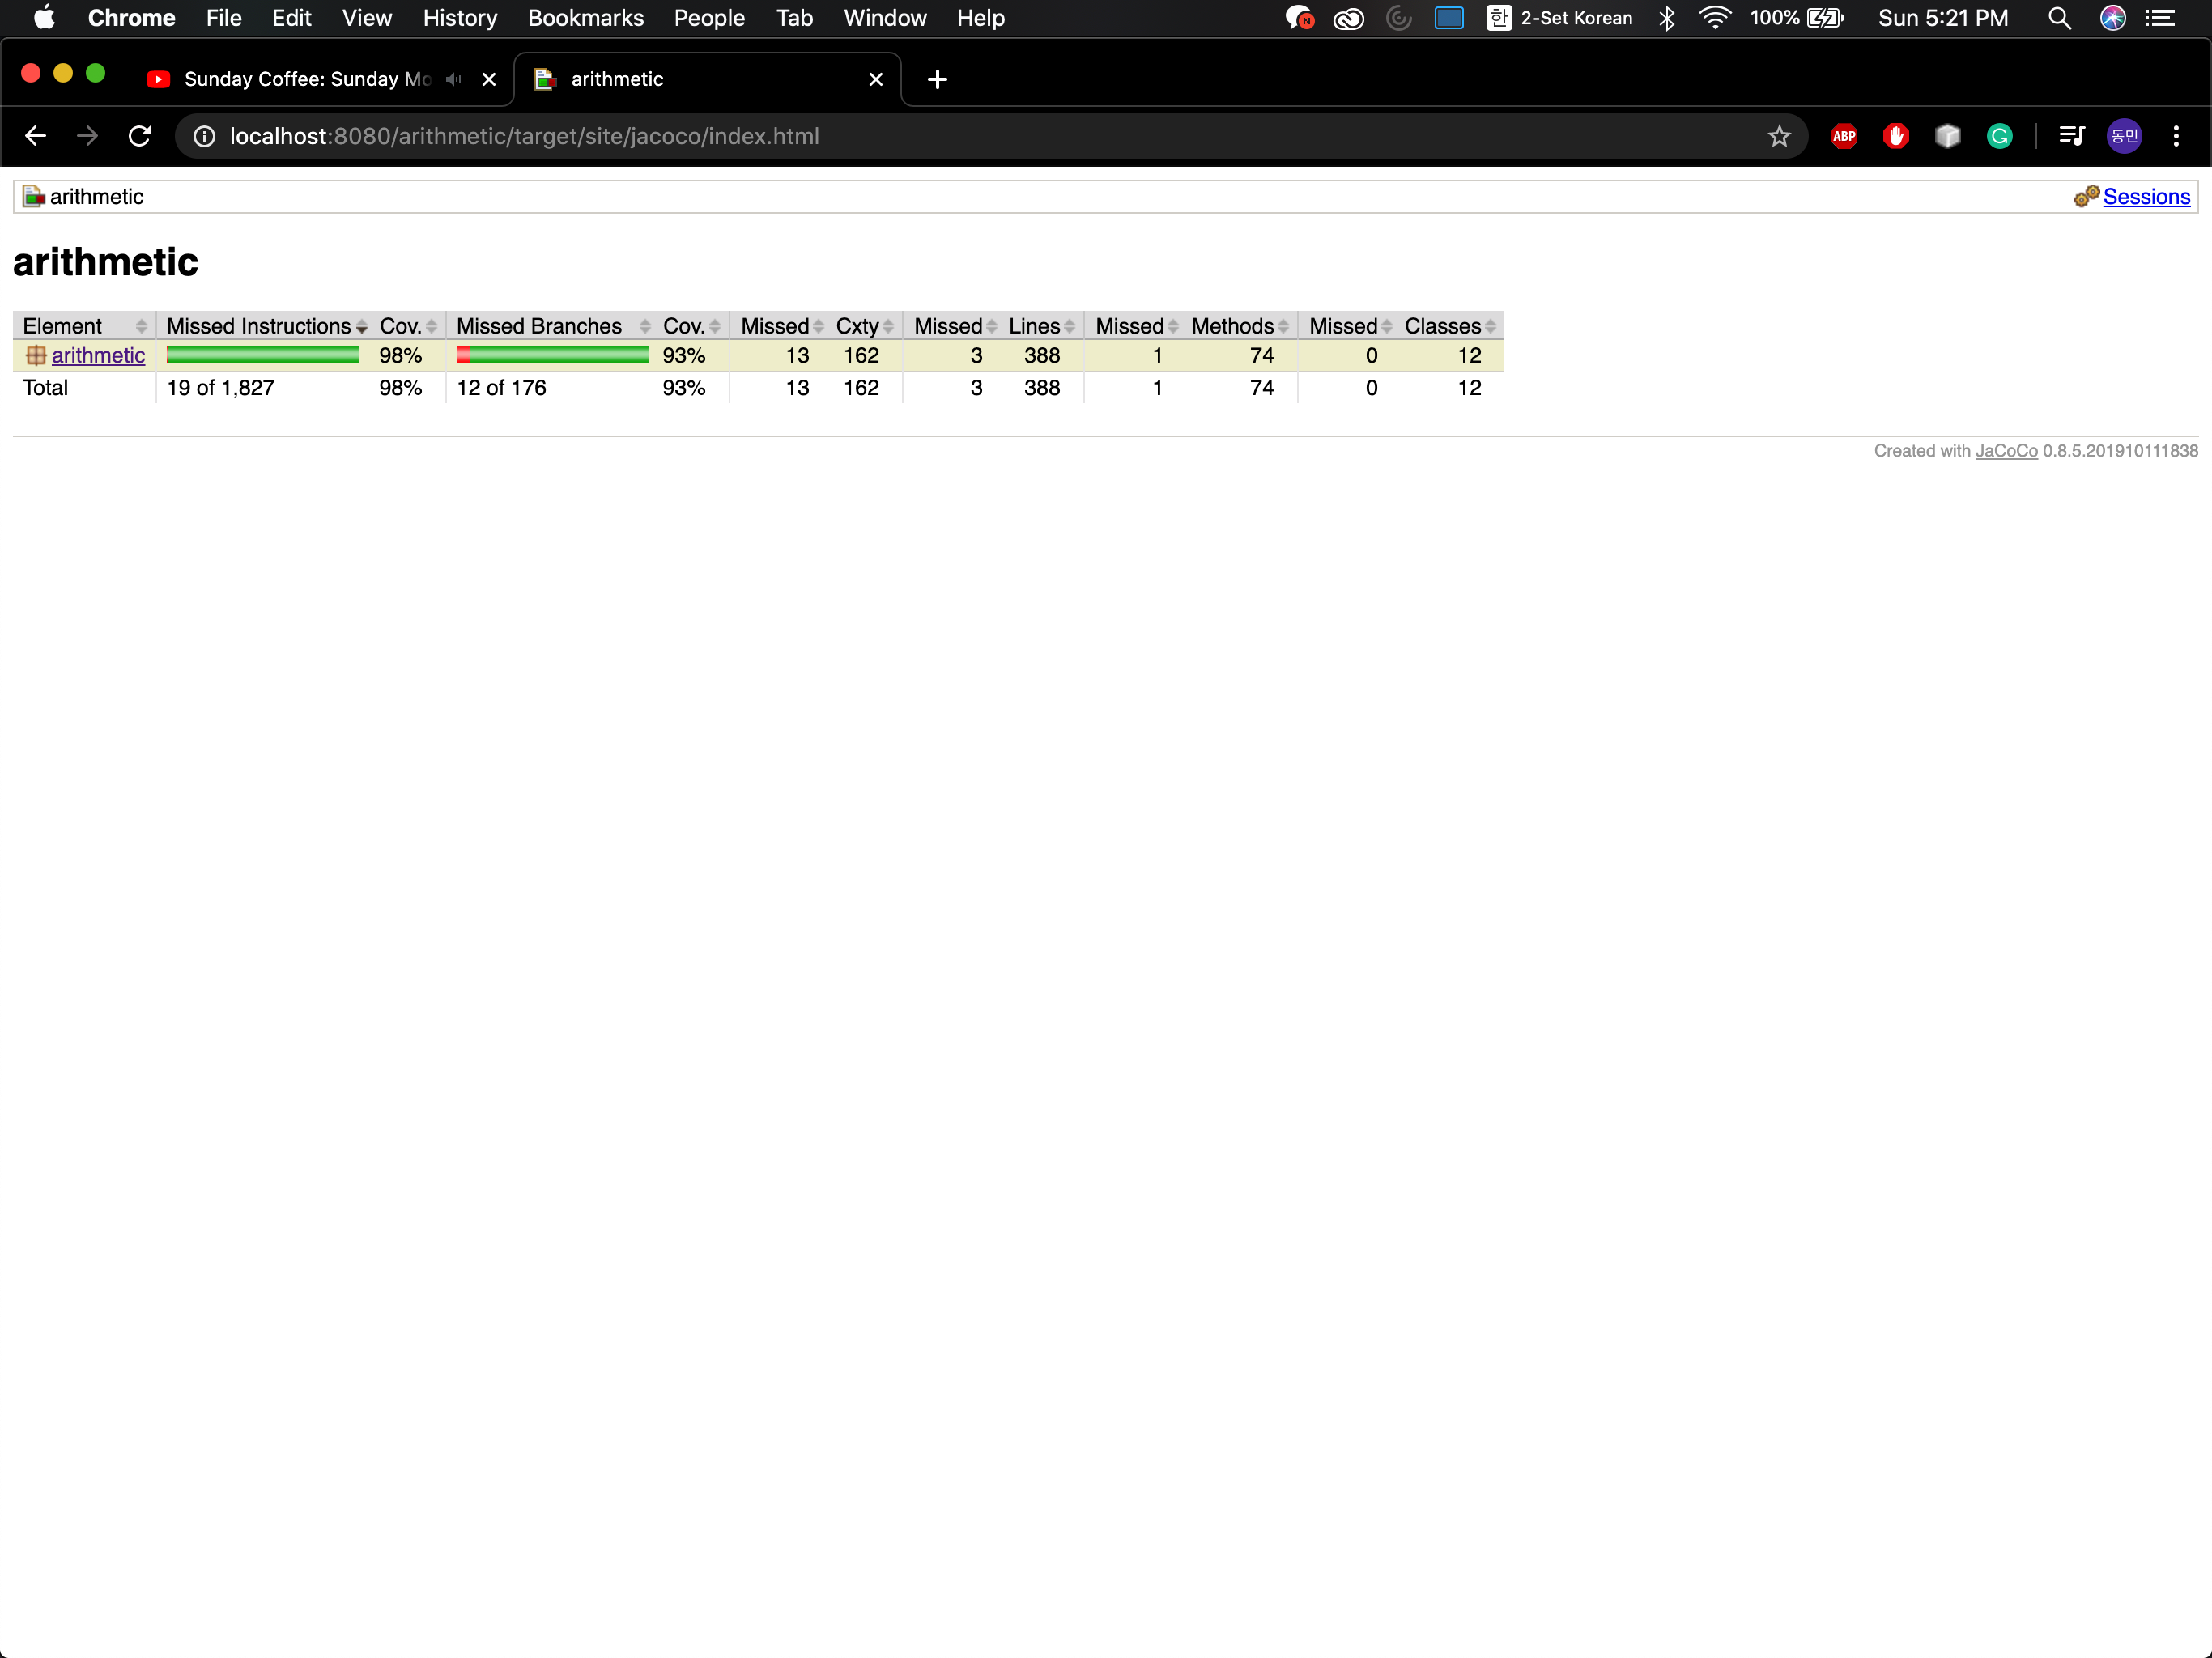 Chrome File Edit View History Bookmarks People Tab Window Help N 한 2-Set Korean 100% Sun 5:21 PM
Sunday Coffee: Sunday Mo arithmetic
localhost:8080/arithmetic/target/site/jacoco/index.html ABP G 동민
arithmetic Sessions
arithmetic
Element Missed Instructions Cov. Missed Branches Cov. Missed Cxty Missed Lines Missed Methods Missed Classes
arithmetic 98% 93% 13 162 3 388 1 74 0 12
Total 19 of 1,827 98% 12 of 176 93% 13 162 3 388 1 74 0 12
Created with JaCoCo 0.8.5.201910111838